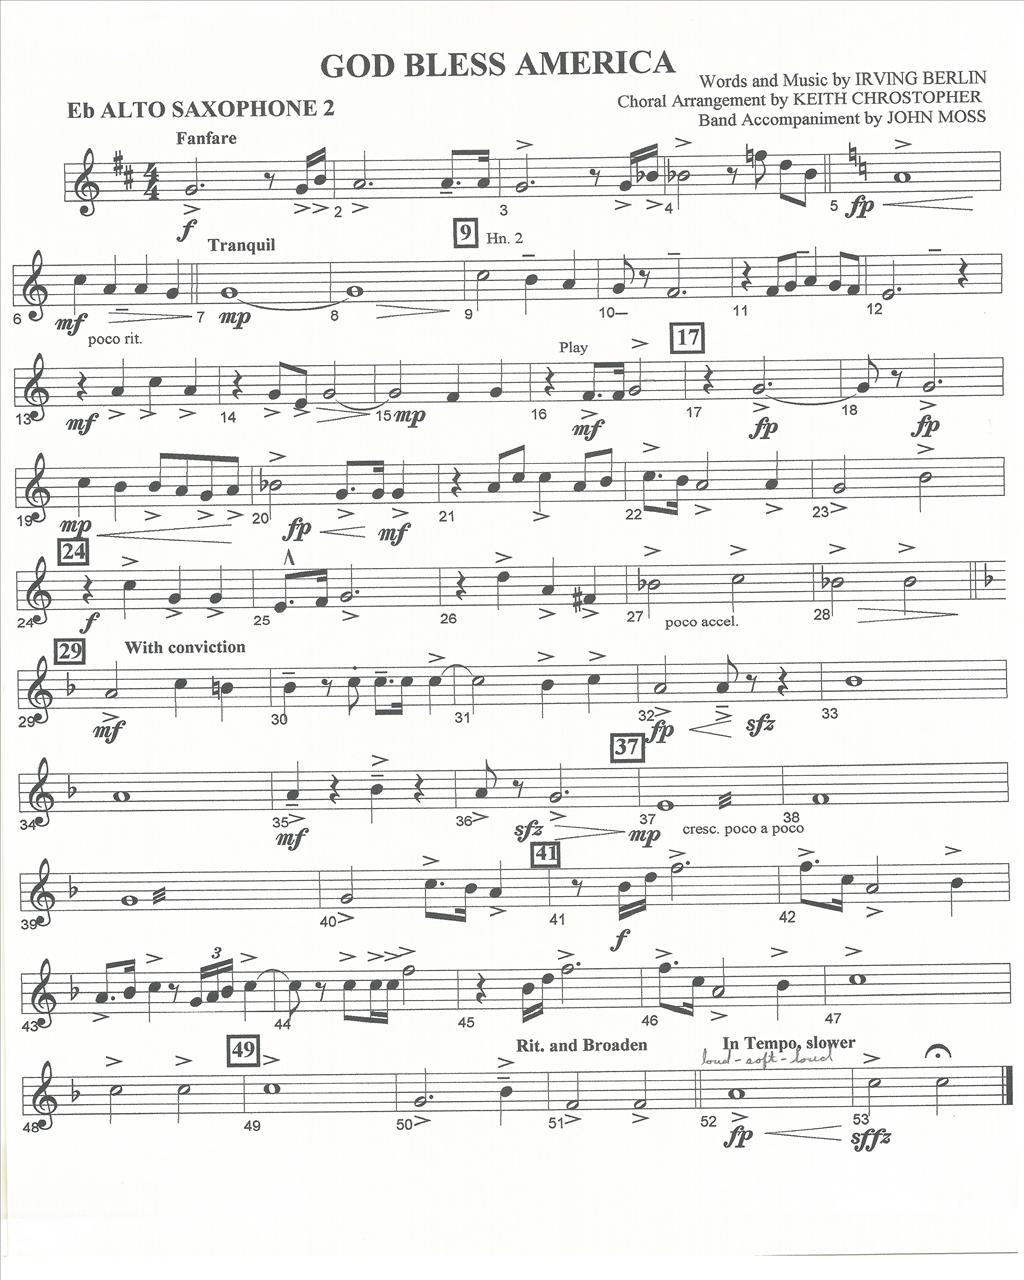 GOD BLESS AMERICA
Words and Music by IRVING BERLIN
Eb ALTO SAXOPHONE 2
Choral Arrangement by KEITH CHROSTOPHER
Band Accompaniment by JOHN MOSS
Fanfare
4
4
f
2
3
4
5
fp
Tranquil
9
Hn. 2
6
mf
poco rit.
7
mp
8
9
10
11
12
Play
17
13
mf
14
15
mp
16
mf
17
fp
18
fp
19
mp
20
fp
mf
21
22
23
24
24
f
25
26
27
poco accel.
28
29
With conviction
29
mf
30
31
32
fp
sfz
33
37
34
35
mf
36
sfz
37
mp
cresc. poco a poco
38
41
39
40
41
f
42
3
43
44
45
46
47
49
Rit. and Broaden
In Tempo, slower
loud - soft - loud
48
49
50
51
52
fp
53
sffz